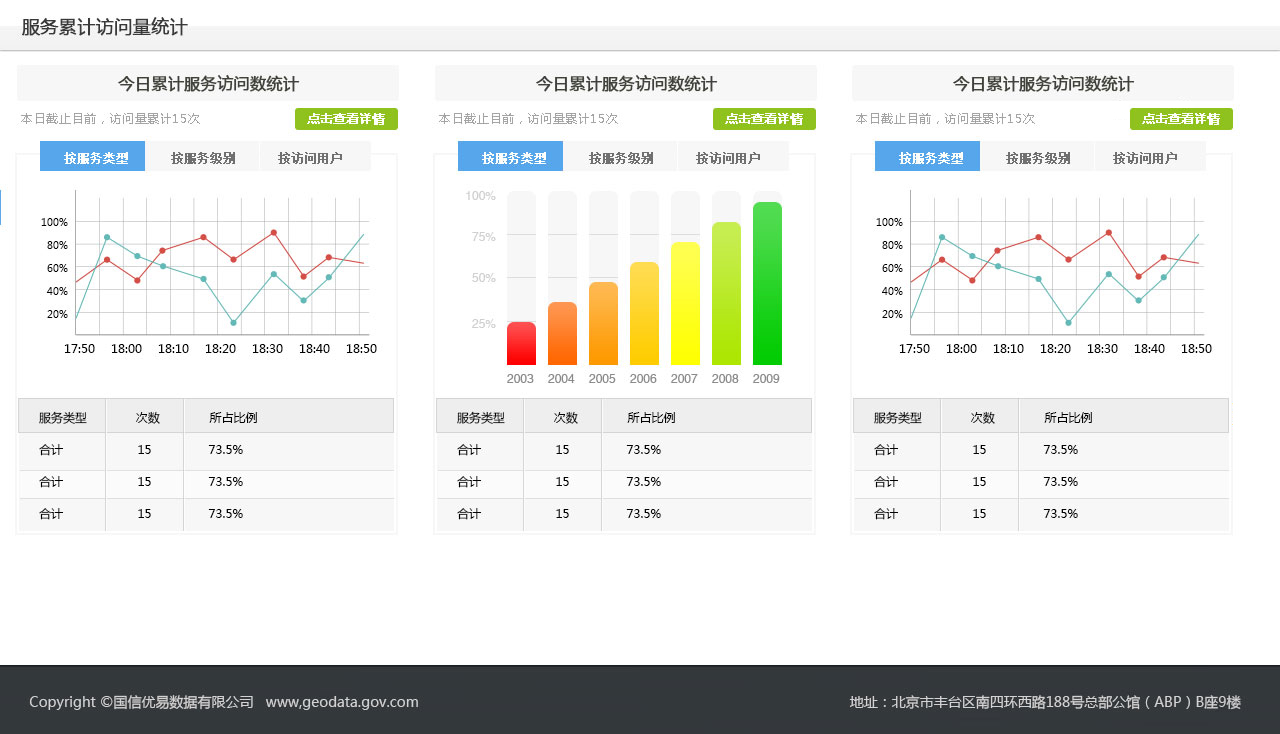 服务累计访问量统计
今日累计服务访问数统计
本日截止目前，访问量累计15次 点击查看详情
按服务类型 按服务级别 按访问用户
100%
80%
60%
40%
20%
17:50 18:00 18:10 18:20 18:30 18:40 18:50
服务类型 次数 所占比例
合计 15 73.5%
合计 15 73.5%
合计 15 73.5%
今日累计服务访问数统计
本日截止目前，访问量累计15次 点击查看详情
按服务类型 按服务级别 按访问用户
100%
75%
50%
25%
2003 2004 2005 2006 2007 2008 2009
服务类型 次数 所占比例
合计 15 73.5%
合计 15 73.5%
合计 15 73.5%
今日累计服务访问数统计
本日截止目前，访问量累计15次 点击查看详情
按服务类型 按服务级别 按访问用户
100%
80%
60%
40%
20%
17:50 18:00 18:10 18:20 18:30 18:40 18:50
服务类型 次数 所占比例
合计 15 73.5%
合计 15 73.5%
合计 15 73.5%
Copyright ©国信优易数据有限公司 www,geodata.gov.com
地址：北京市丰台区南四环西路188号总部公馆（ABP）B座9楼